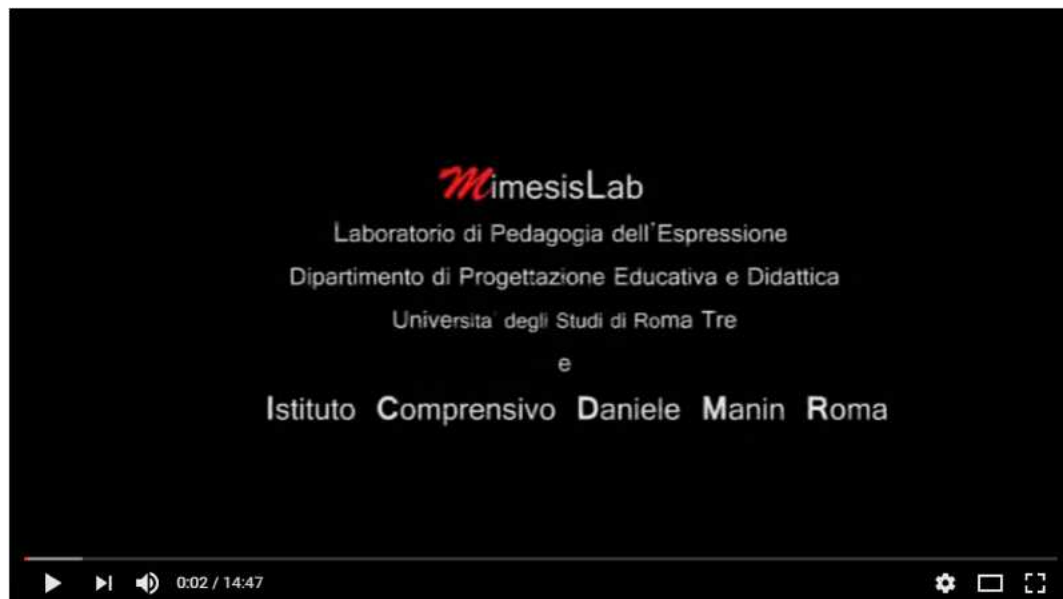 MimesisLab
Laboratorio di Pedagogia dell'Espressione
Dipartimento di Progettazione Educativa e Didattica
Universita' degli Studi di Roma Tre
e
Istituto Comprensivo Daniele Manin Roma
0:02 / 14:47